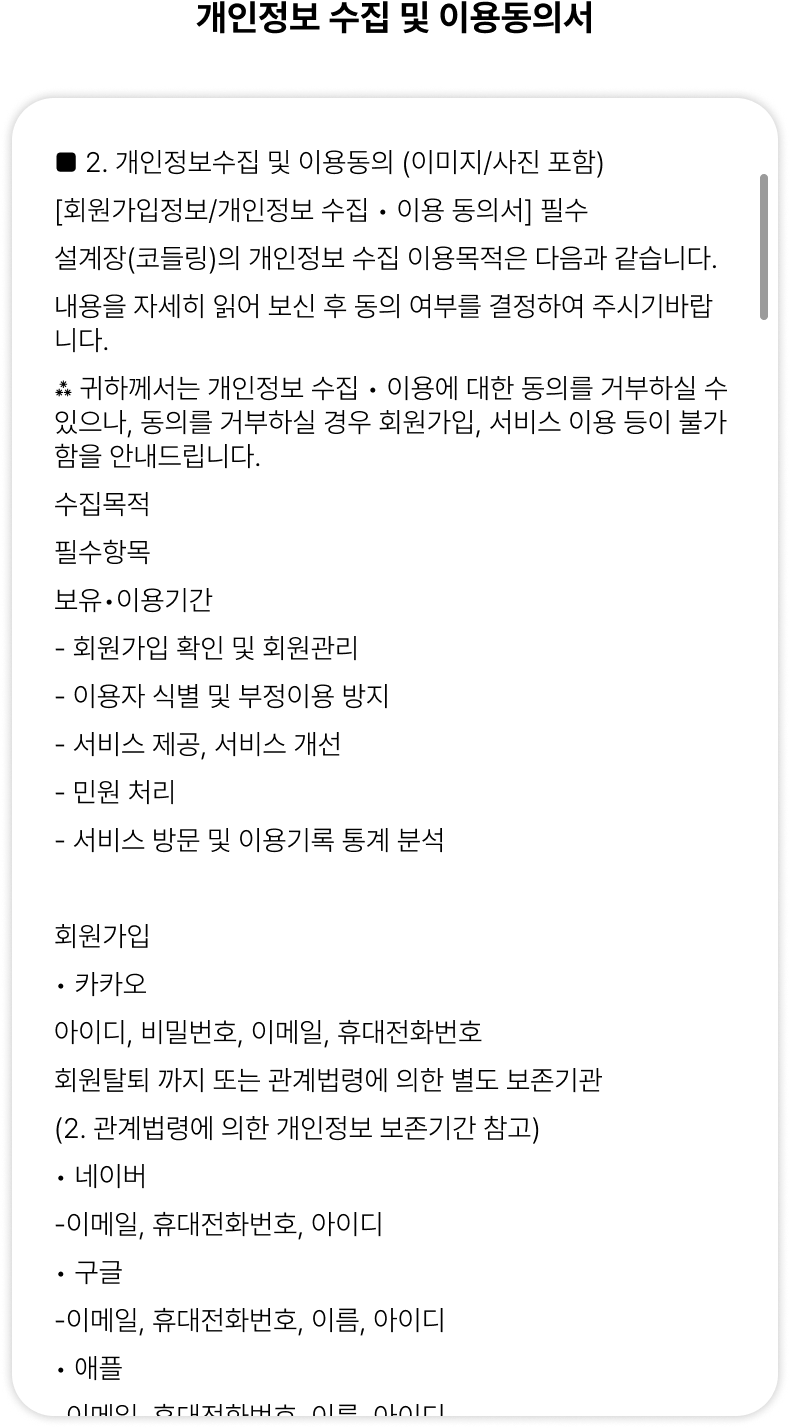 개인정보 수집 및 이용동의서
■ 2. 개인정보수집 및 이용동의 (이미지/사진 포함)
[회원가입정보/개인정보 수집 • 이용 동의서] 필수
설계장(코들링)의 개인정보 수집 이용목적은 다음과 같습니다.
내용을 자세히 읽어 보신 후 동의 여부를 결정하여 주시기바랍
니다.
⁂ 귀하께서는 개인정보 수집 • 이용에 대한 동의를 거부하실 수
있으나, 동의를 거부하실 경우 회원가입, 서비스 이용 등이 불가
함을 안내드립니다.
수집목적
필수항목
보유•이용기간
- 회원가입 확인 및 회원관리
- 이용자 식별 및 부정이용 방지
- 서비스 제공, 서비스 개선
- 민원 처리
- 서비스 방문 및 이용기록 통계 분석
회원가입
• 카카오
아이디, 비밀번호, 이메일, 휴대전화번호
회원탈퇴 까지 또는 관계법령에 의한 별도 보존기관
(2. 관계법령에 의한 개인정보 보존기간 참고)
• 네이버
-이메일, 휴대전화번호, 아이디
• 구글
-이메일, 휴대전화번호, 이름, 아이디
• 애플
-이메일, 휴대전화번호, 이름, 아이디